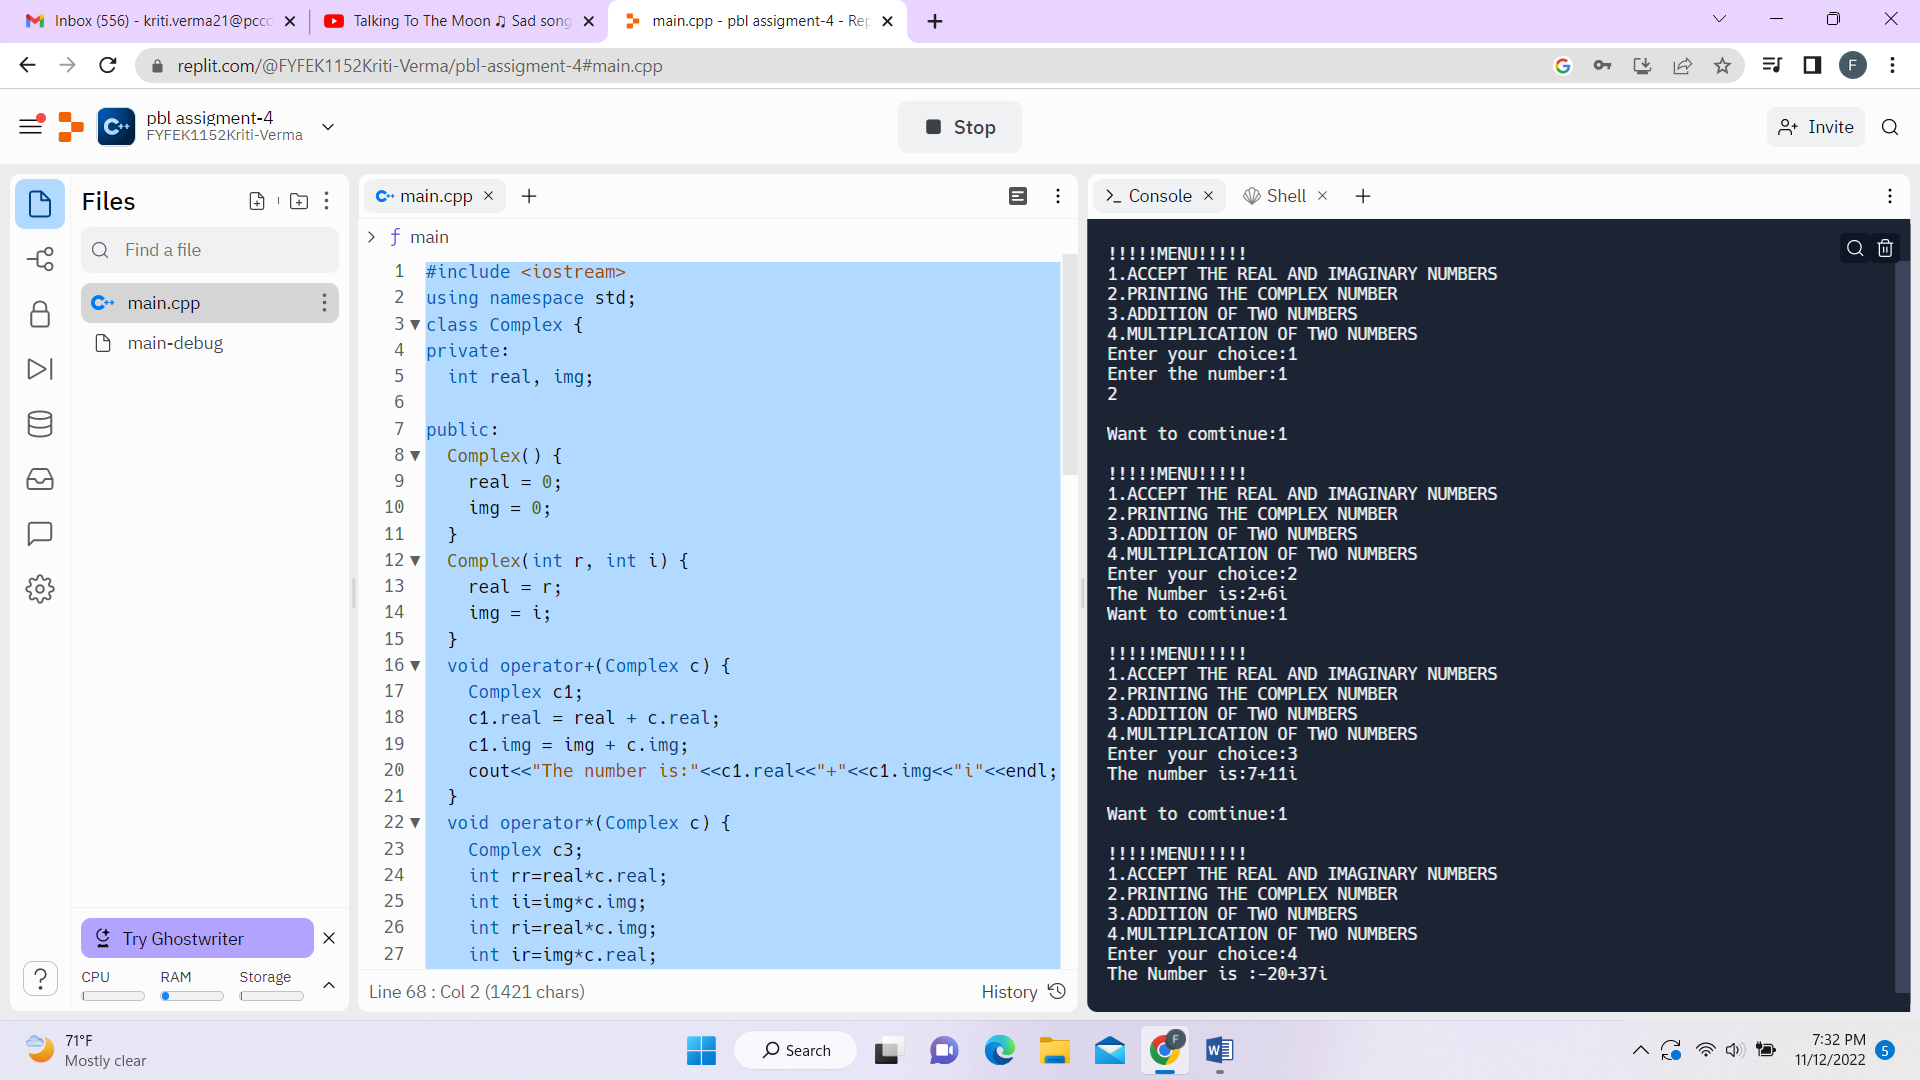 Inbox (556) - kriti.verma21@pcco
Talking To The Moon ♫ Sad song
main.cpp - pbl assigment-4 - Rep
replit.com/@FYFEK1152Kriti-Verma/pbl-assigment-4#main.cpp
F
C++
pbl assigment-4
FYFEK1152Kriti-Verma
Stop
Invite
Files
Find a file
main.cpp
main-debug
Try Ghostwriter
CPU RAM Storage
?
main.cpp
ƒ main
1 #include <iostream>
2 using namespace std;
3 class Complex {
4 private:
5 int real, img;
6
7 public:
8 Complex() {
9 real = 0;
10 img = 0;
11 }
12 Complex(int r, int i) {
13 real = r;
14 img = i;
15 }
16 void operator+(Complex c) {
17 Complex c1;
18 c1.real = real + c.real;
19 c1.img = img + c.img;
20 cout<<"The number is:"<<c1.real<<"+"<<c1.img<<"i"<<endl;
21 }
22 void operator*(Complex c) {
23 Complex c3;
24 int rr=real*c.real;
25 int ii=img*c.img;
26 int ri=real*c.img;
27 int ir=img*c.real;
Line 68 : Col 2 (1421 chars)
History
Console
Shell
!!!!!MENU!!!!!
1.ACCEPT THE REAL AND IMAGINARY NUMBERS
2.PRINTING THE COMPLEX NUMBER
3.ADDITION OF TWO NUMBERS
4.MULTIPLICATION OF TWO NUMBERS
Enter your choice:1
Enter the number:1
2
Want to comtinue:1
!!!!!MENU!!!!!
1.ACCEPT THE REAL AND IMAGINARY NUMBERS
2.PRINTING THE COMPLEX NUMBER
3.ADDITION OF TWO NUMBERS
4.MULTIPLICATION OF TWO NUMBERS
Enter your choice:2
The Number is:2+6i
Want to comtinue:1
!!!!!MENU!!!!!
1.ACCEPT THE REAL AND IMAGINARY NUMBERS
2.PRINTING THE COMPLEX NUMBER
3.ADDITION OF TWO NUMBERS
4.MULTIPLICATION OF TWO NUMBERS
Enter your choice:3
The number is:7+11i
Want to comtinue:1
!!!!!MENU!!!!!
1.ACCEPT THE REAL AND IMAGINARY NUMBERS
2.PRINTING THE COMPLEX NUMBER
3.ADDITION OF TWO NUMBERS
4.MULTIPLICATION OF TWO NUMBERS
Enter your choice:4
The Number is :-20+37i
71°F
Mostly clear
Search
7:32 PM
11/12/2022
5